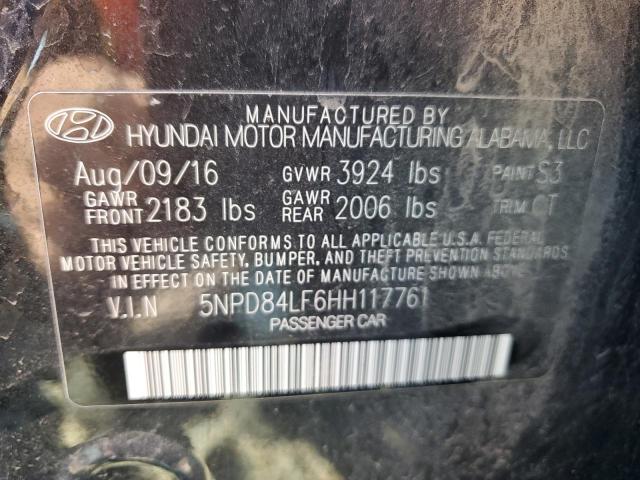 MANUFACTURED BY
HYUNDAI MOTOR MANUFACTURING ALABAMA, LLC
Aug/09/16 GVWR 3924 lbs PAINT S3
GAWR FRONT 2183 lbs GAWR REAR 2006 lbs TRIM CT
THIS VEHICLE CONFORMS TO ALL APPLICABLE U.S.A. FEDERAL
MOTOR VEHICLE SAFETY, BUMPER, AND THEFT PREVENTION STANDARDS
IN EFFECT ON THE DATE OF MANUFACTURE SHOWN ABOVE.
V.I.N 5NPD84LF6HH117761
PASSENGER CAR